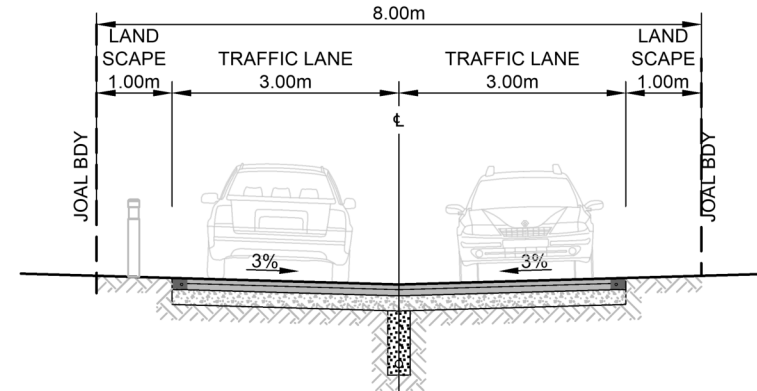 8.00m
LAND
SCAPE
1.00m
TRAFFIC LANE
3.00m
TRAFFIC LANE
3.00m
LAND
SCAPE
1.00m
℄
JOAL BDY
JOAL BDY
3%
3%